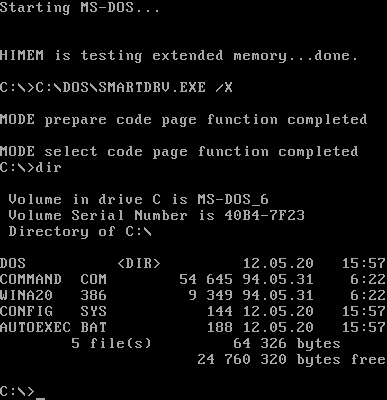 Starting MS-DOS...
HIMEM is testing extended memory...done.
C:\>C:\DOS\SMARTDRV.EXE /X
MODE prepare code page function completed
MODE select code page function completed
C:\>dir
Volume in drive C is MS-DOS_6
Volume Serial Number is 40B4-7F23
Directory of C:\
DOS <DIR> 12.05.20 15:57
COMMAND COM 54 645 94.05.31 6:22
WINA20 386 9 349 94.05.31 6:22
CONFIG SYS 144 12.05.20 15:57
AUTOEXEC BAT 188 12.05.20 15:57
5 file(s) 64 326 bytes
24 760 320 bytes free
C:\>_